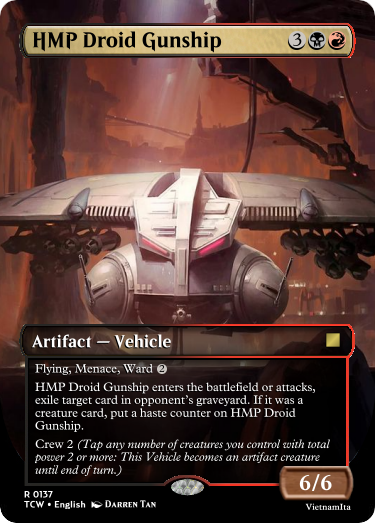 HMP Droid Gunship 3
Artifact — Vehicle
Flying, Menace, Ward 2
HMP Droid Gunship enters the battlefield or attacks,
exile target card in opponent's graveyard. If it was a
creature card, put a haste counter on HMP Droid
Gunship.
Crew 2 (Tap any number of creatures you control with total
power 2 or more: This Vehicle becomes an artifact creature
until end of turn.)
6/6
R 0137
TCW • English DARREN TAN
VietnamIta